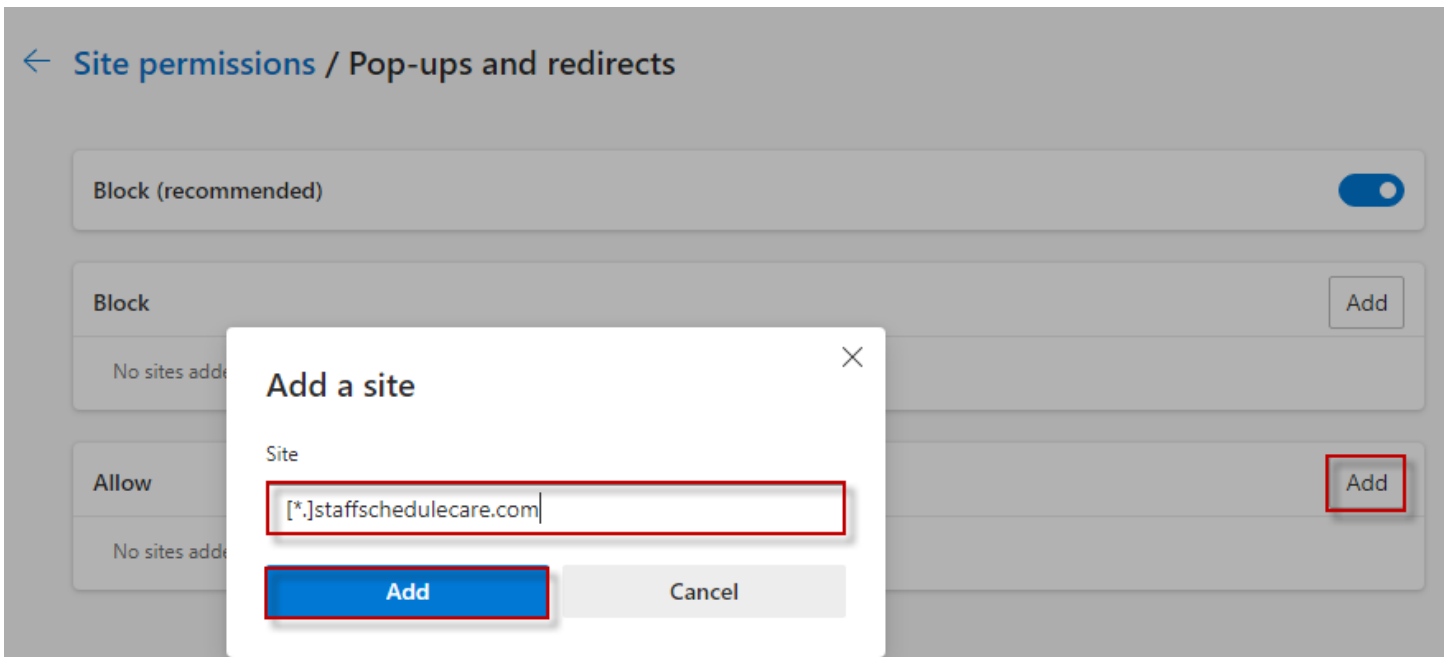 Site permissions / Pop-ups and redirects
Block (recommended)
Block
Add
No sites adde
Add a site
Site
Allow
Add
[*.]staffschedulecare.com
No sites adde
Add
Cancel